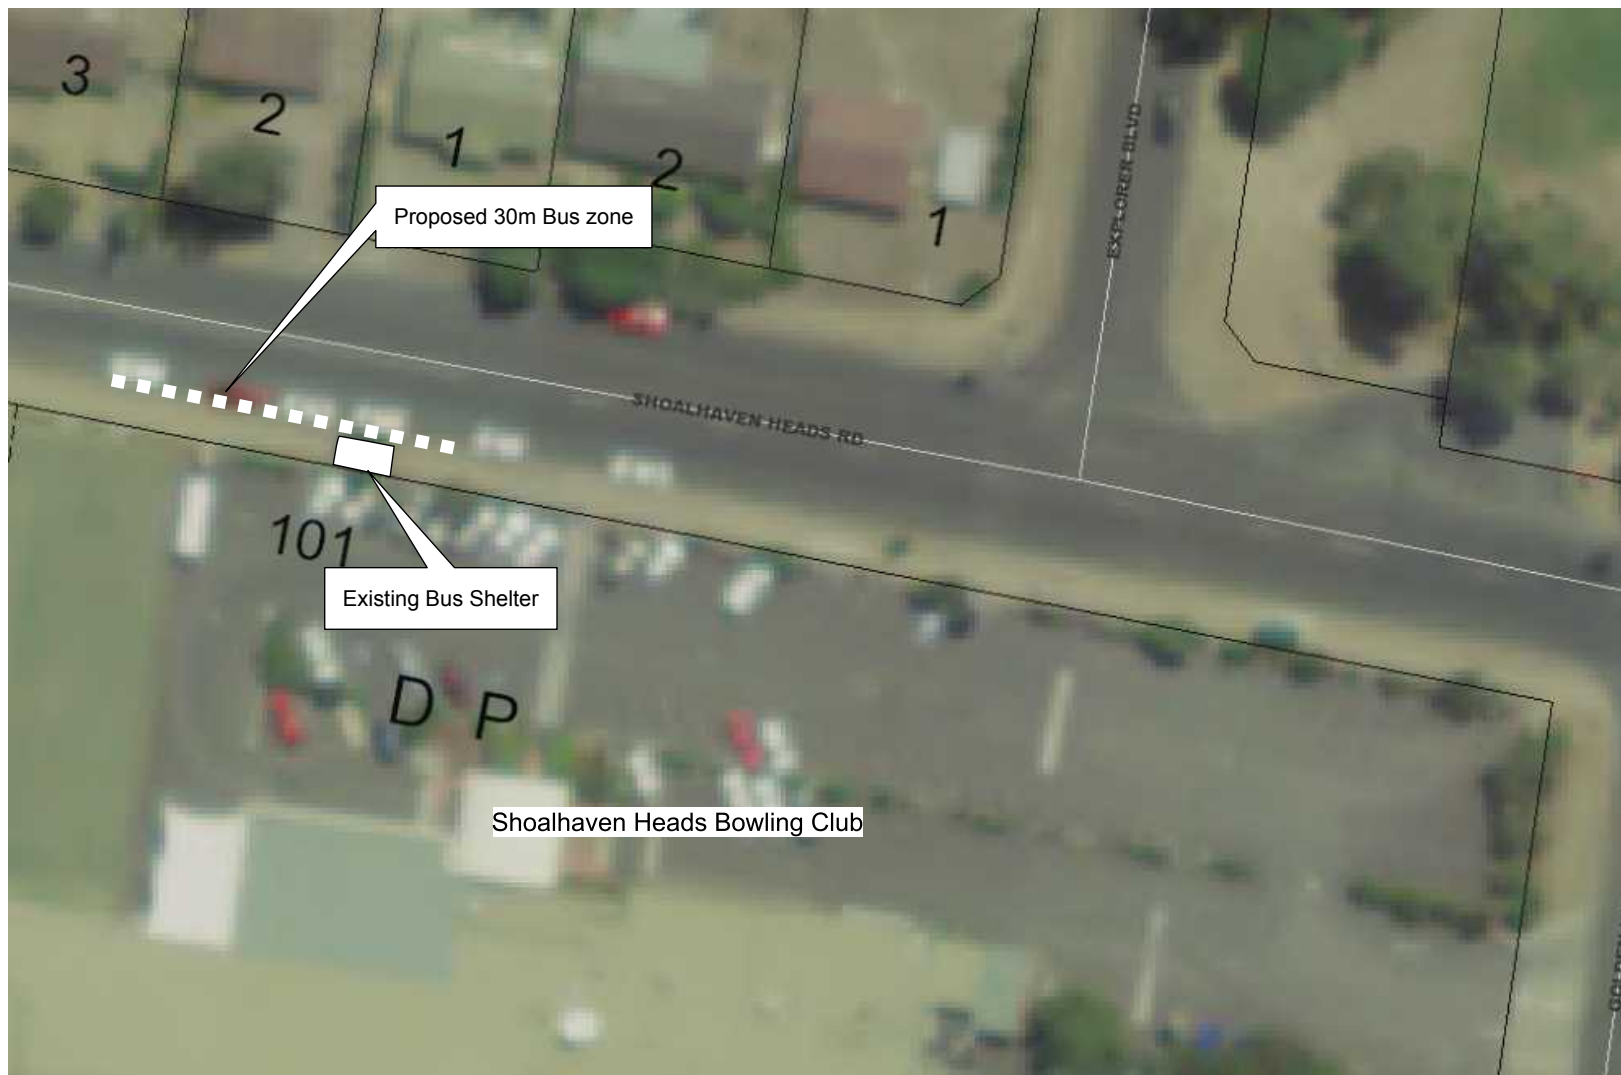 3
2
1
2
1
EXPLORER BLVD
Proposed 30m Bus zone
SHOALHAVEN HEADS RD
101
Existing Bus Shelter
D P
Shoalhaven Heads Bowling Club